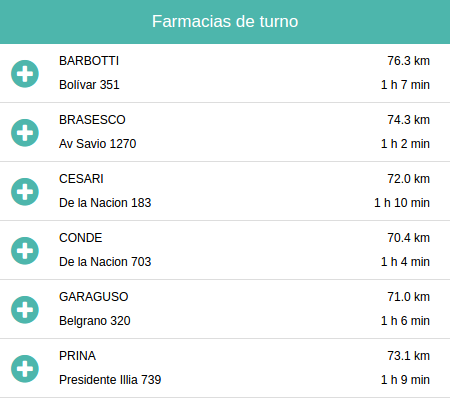 Farmacias de turno
BARBOTTI 76.3 km
Bolívar 351 1 h 7 min
BRASESCO 74.3 km
Av Savio 1270 1 h 2 min
CESARI 72.0 km
De la Nacion 183 1 h 10 min
CONDE 70.4 km
De la Nacion 703 1 h 4 min
GARAGUSO 71.0 km
Belgrano 320 1 h 6 min
PRINA 73.1 km
Presidente Illia 739 1 h 9 min